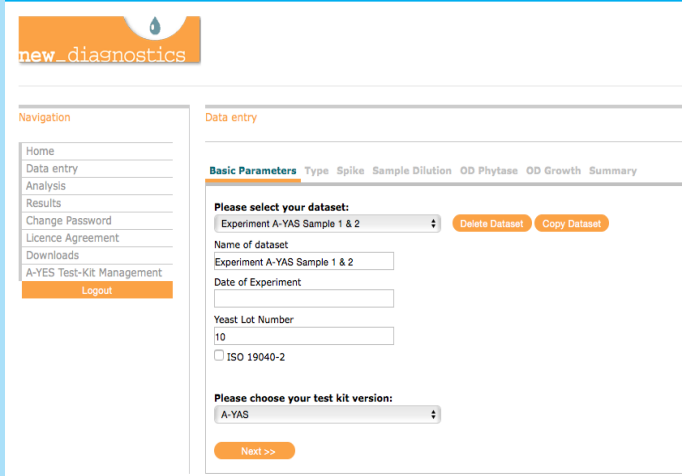 new_diagnostics
Navigation
Home
Data entry
Analysis
Results
Change Password
Licence Agreement
Downloads
A-YES Test-Kit Management
Logout
Data entry
Basic Parameters Type Spike Sample Dilution OD Phytase OD Growth Summary
Please select your dataset:
Experiment A-YAS Sample 1 & 2 Delete Dataset Copy Dataset
Name of dataset
Experiment A-YAS Sample 1 & 2
Date of Experiment
Yeast Lot Number
10
ISO 19040-2
Please choose your test kit version:
A-YAS
Next >>